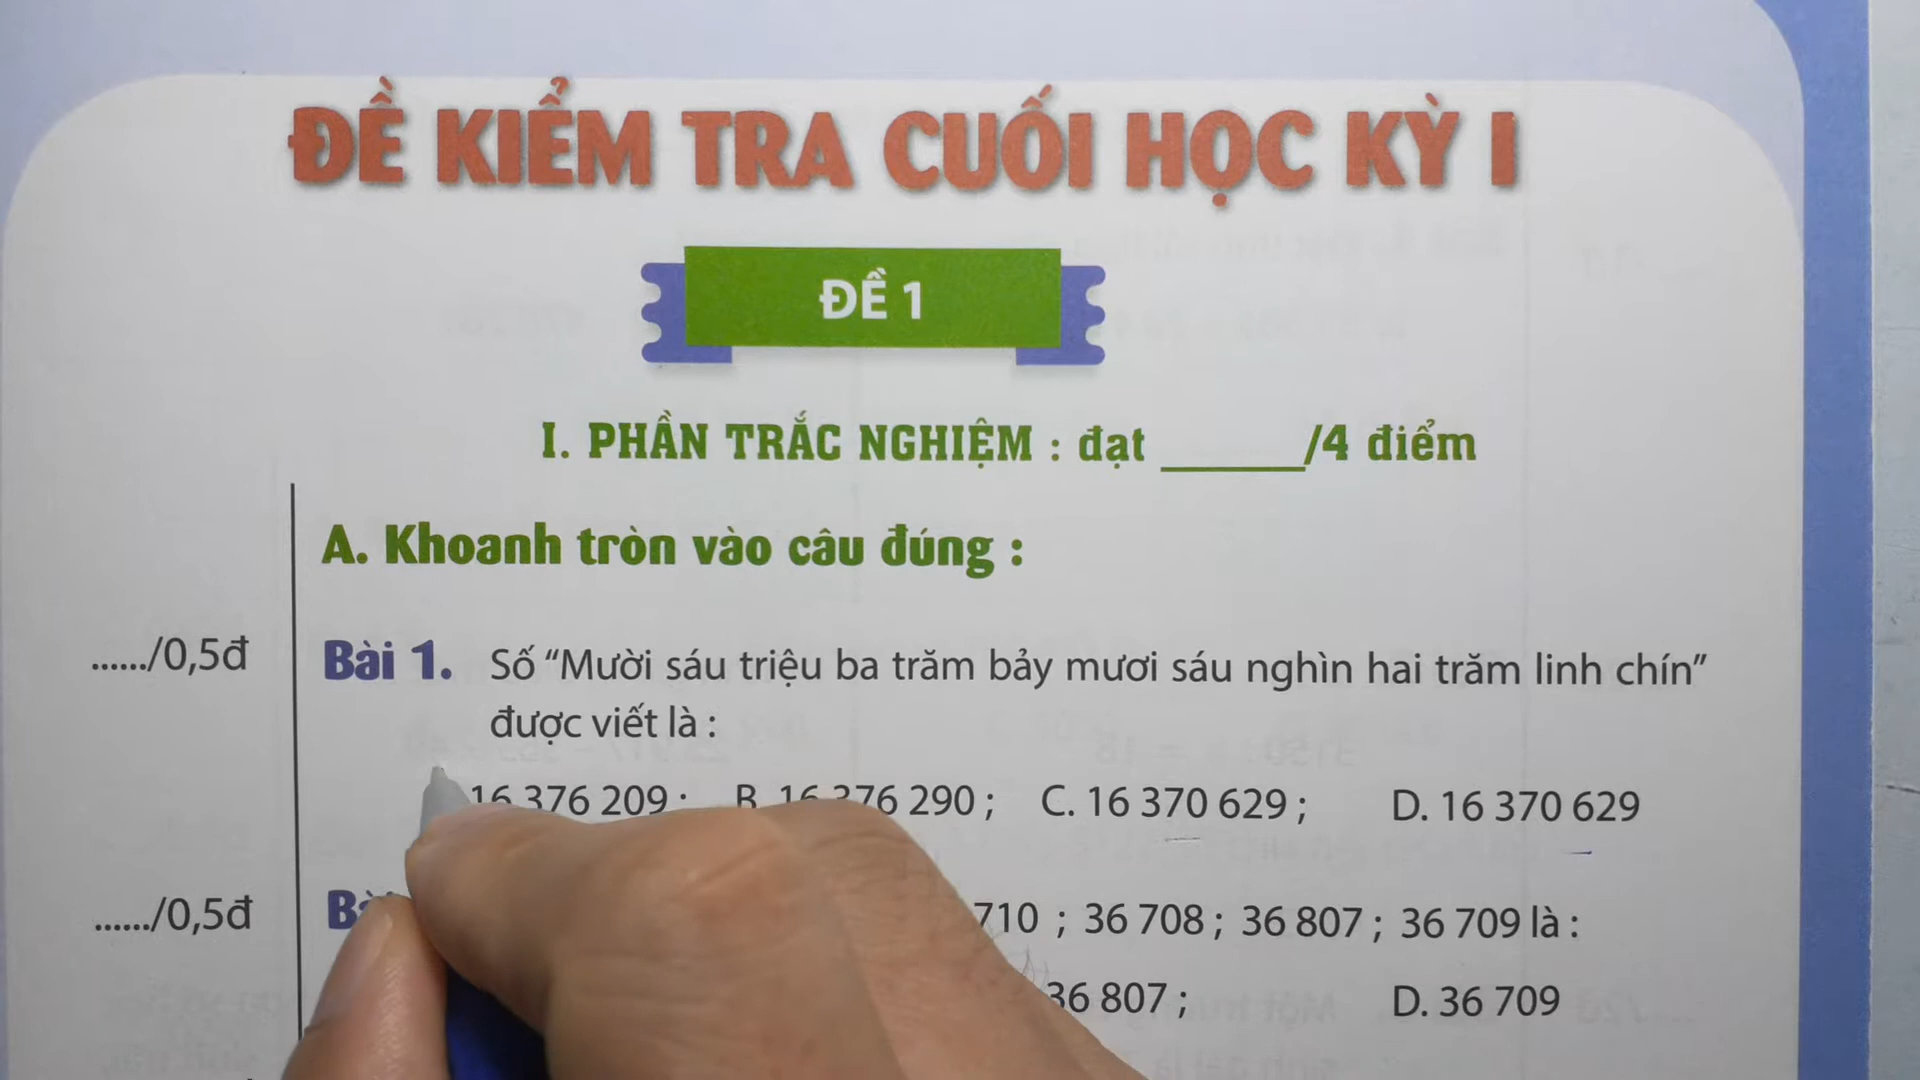 ĐỀ KIỂM TRA CUỐI HỌC KỲ I
ĐỀ 1
I. PHẦN TRẮC NGHIỆM : đạt ______/4 điểm
A. Khoanh tròn vào câu đúng :
....../0,5đ Bài 1. Số “Mười sáu triệu ba trăm bảy mươi sáu nghìn hai trăm linh chín”
được viết là :
16 376 209 ; B. 16 376 290 ; C. 16 370 629 ; D. 16 370 629
....../0,5đ 710 ; 36 708 ; 36 807 ; 36 709 là :
36 807 ; D. 36 709